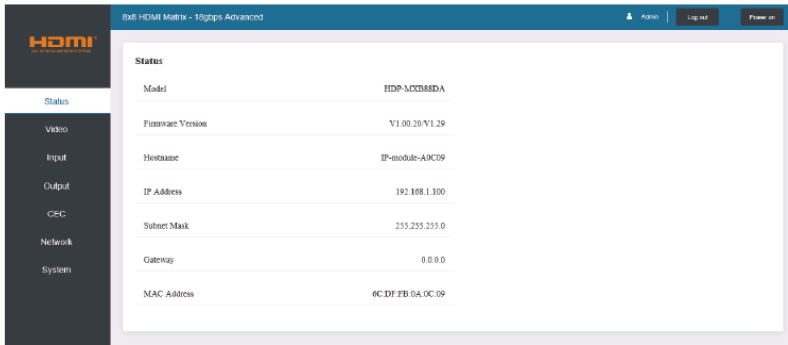 8x8 HDMI Matrix - 18gbps Advanced
Admin
Log out
Power on
HDMI
Status
Video
Input
Output
CEC
Network
System
Status
Model HDP-MXB88DA
Firmware Version V1.00.20/V1.29
Hostname IP-module-A0C09
IP Address 192.168.1.100
Subnet Mask 255.255.255.0
Gateway 0.0.0.0
MAC Address 6C:DF:FB:0A:0C:09